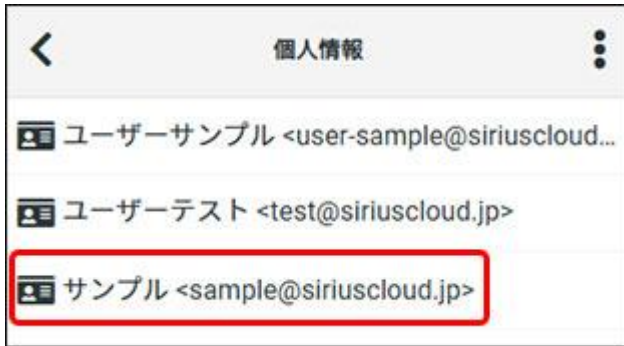 個人情報
ユーザーサンプル <user-sample@siriuscloud...
ユーザーテスト <test@siriuscloud.jp>
サンプル <sample@siriuscloud.jp>